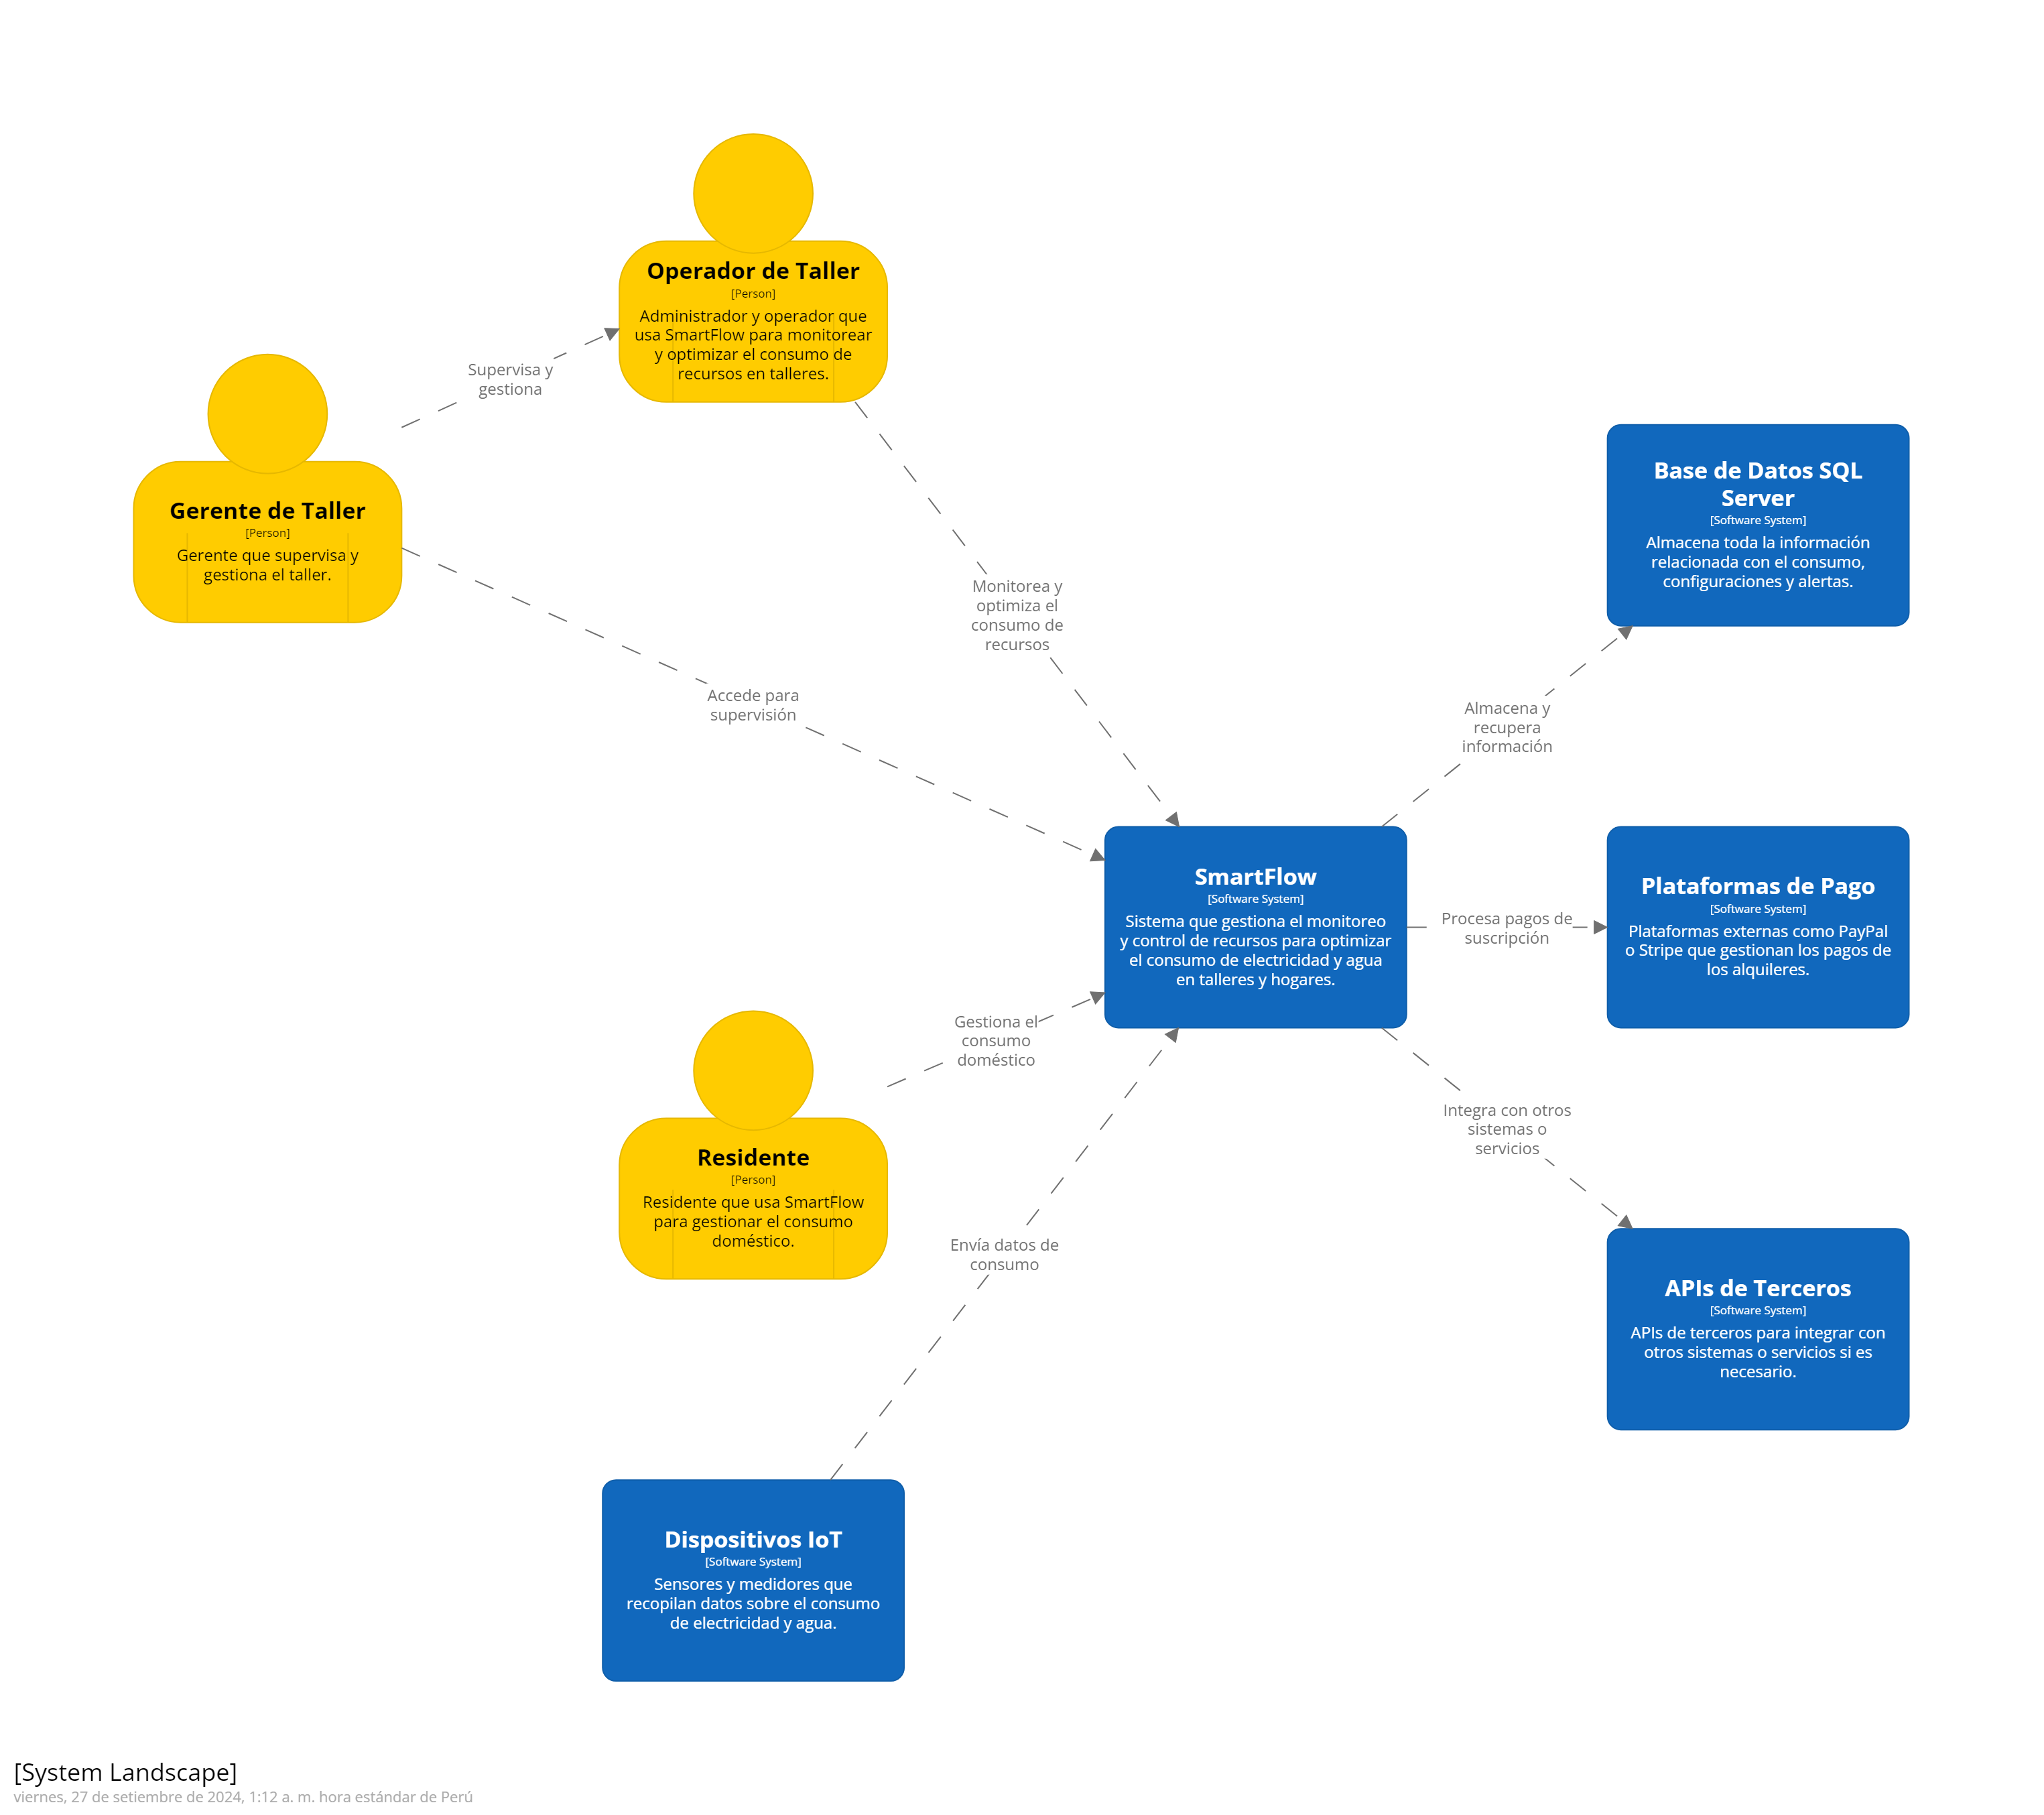 Operador de Taller
[Person]
Administrador y operador que
usa SmartFlow para monitorear
y optimizar el consumo de
recursos en talleres.
Supervisa y
gestiona
Gerente de Taller
[Person]
Gerente que supervisa y
gestiona el taller.
Base de Datos SQL
Server
[Software System]
Almacena toda la información
relacionada con el consumo,
configuraciones y alertas.
Monitorea y
optimiza el
consumo de
recursos
Accede para
supervisión
Almacena y
recupera
información
SmartFlow
[Software System]
Sistema que gestiona el monitoreo
y control de recursos para optimizar
el consumo de electricidad y agua
en talleres y hogares.
Procesa pagos de
suscripción
Plataformas de Pago
[Software System]
Plataformas externas como PayPal
o Stripe que gestionan los pagos de
los alquileres.
Gestiona el
consumo
doméstico
Residente
[Person]
Residente que usa SmartFlow
para gestionar el consumo
doméstico.
Integra con otros
sistemas o
servicios
Envía datos de
consumo
APIs de Terceros
[Software System]
APIs de terceros para integrar con
otros sistemas o servicios si es
necesario.
Dispositivos IoT
[Software System]
Sensores y medidores que
recopilan datos sobre el consumo
de electricidad y agua.
[System Landscape]
viernes, 27 de setiembre de 2024, 1:12 a. m. hora estándar de Perú